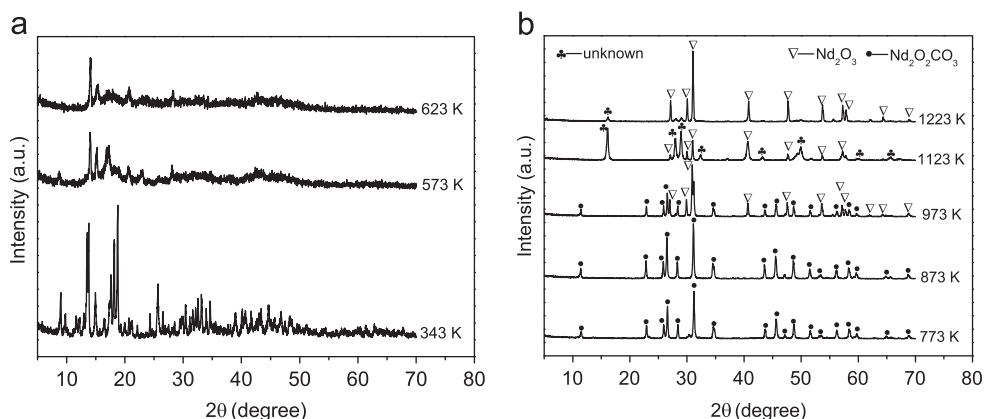 a
623 K
573 K
343 K
Intensity (a.u.)
10 20 30 40 50 60 70 80
2θ (degree)
b
♣—unknown ▽—Nd₂O₃ •—Nd₂O₂CO₃
1223 K
1123 K
973 K
873 K
773 K
Intensity (a.u.)
10 20 30 40 50 60 70 80
2θ (degree)